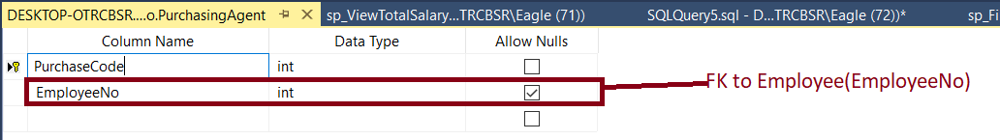 DESKTOP-OTRCBSR....o.PurchasingAgent sp_ViewTotalSalary...TRCBSR\Eagle (71)) SQLQuery5.sql - D...TRCBSR\Eagle (72))* sp_Fi
Column Name Data Type Allow Nulls
PurchaseCode int
EmployeeNo int FK to Employee(EmployeeNo)